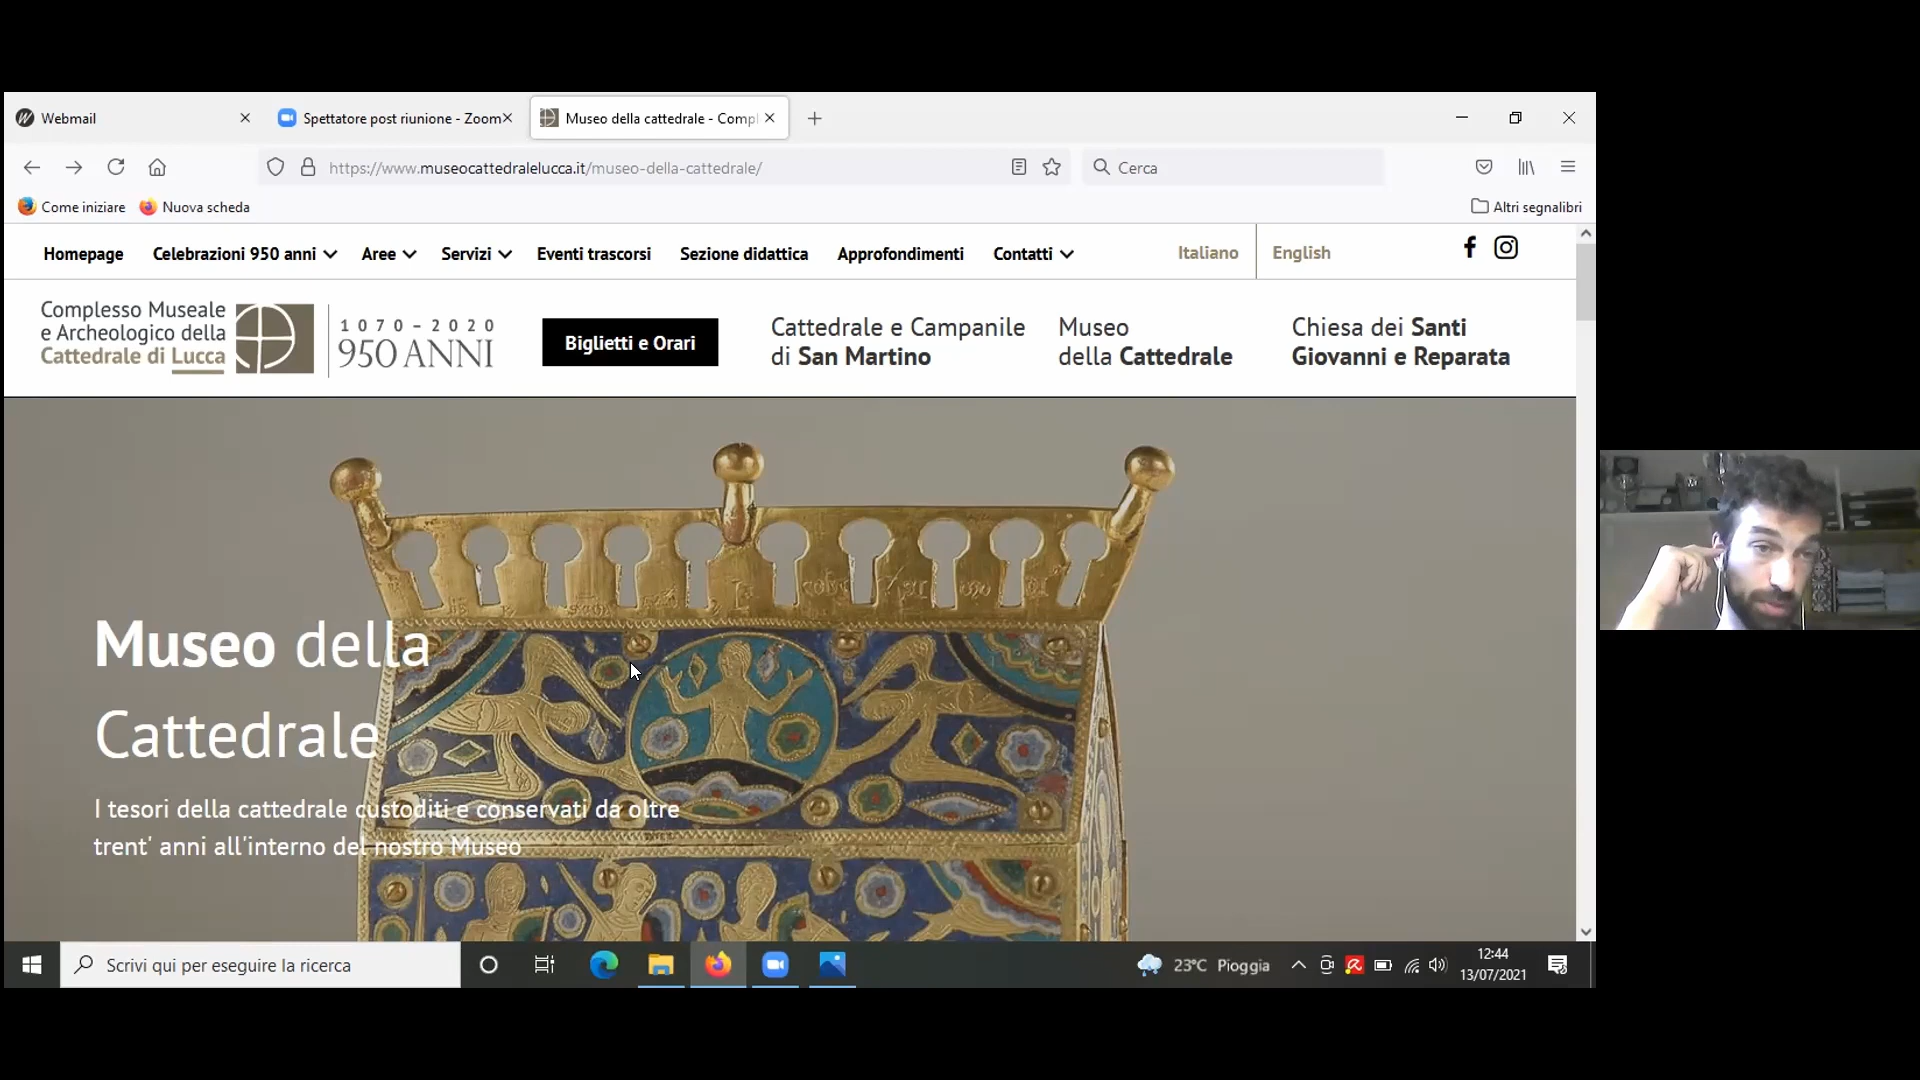 Webmail
Spettatore post riunione - Zoom
Museo della cattedrale - Comp
https://www.museocattedralelucca.it/museo-della-cattedrale/
Cerca
Come iniziare
Nuova scheda
Altri segnalibri
Homepage
Celebrazioni 950 anni
Aree
Servizi
Eventi trascorsi
Sezione didattica
Approfondimenti
Contatti
Italiano
English
Complesso Museale
e Archeologico della
Cattedrale di Lucca
1070-2020
950 ANNI
Biglietti e Orari
Cattedrale e Campanile
di San Martino
Museo
della Cattedrale
Chiesa dei Santi
Giovanni e Reparata
Museo della
Cattedrale
I tesori della cattedrale custoditi e conservati da oltre
trent' anni all'interno del nostro Museo
Scrivi qui per eseguire la ricerca
23°C Pioggia
12:44
13/07/2021